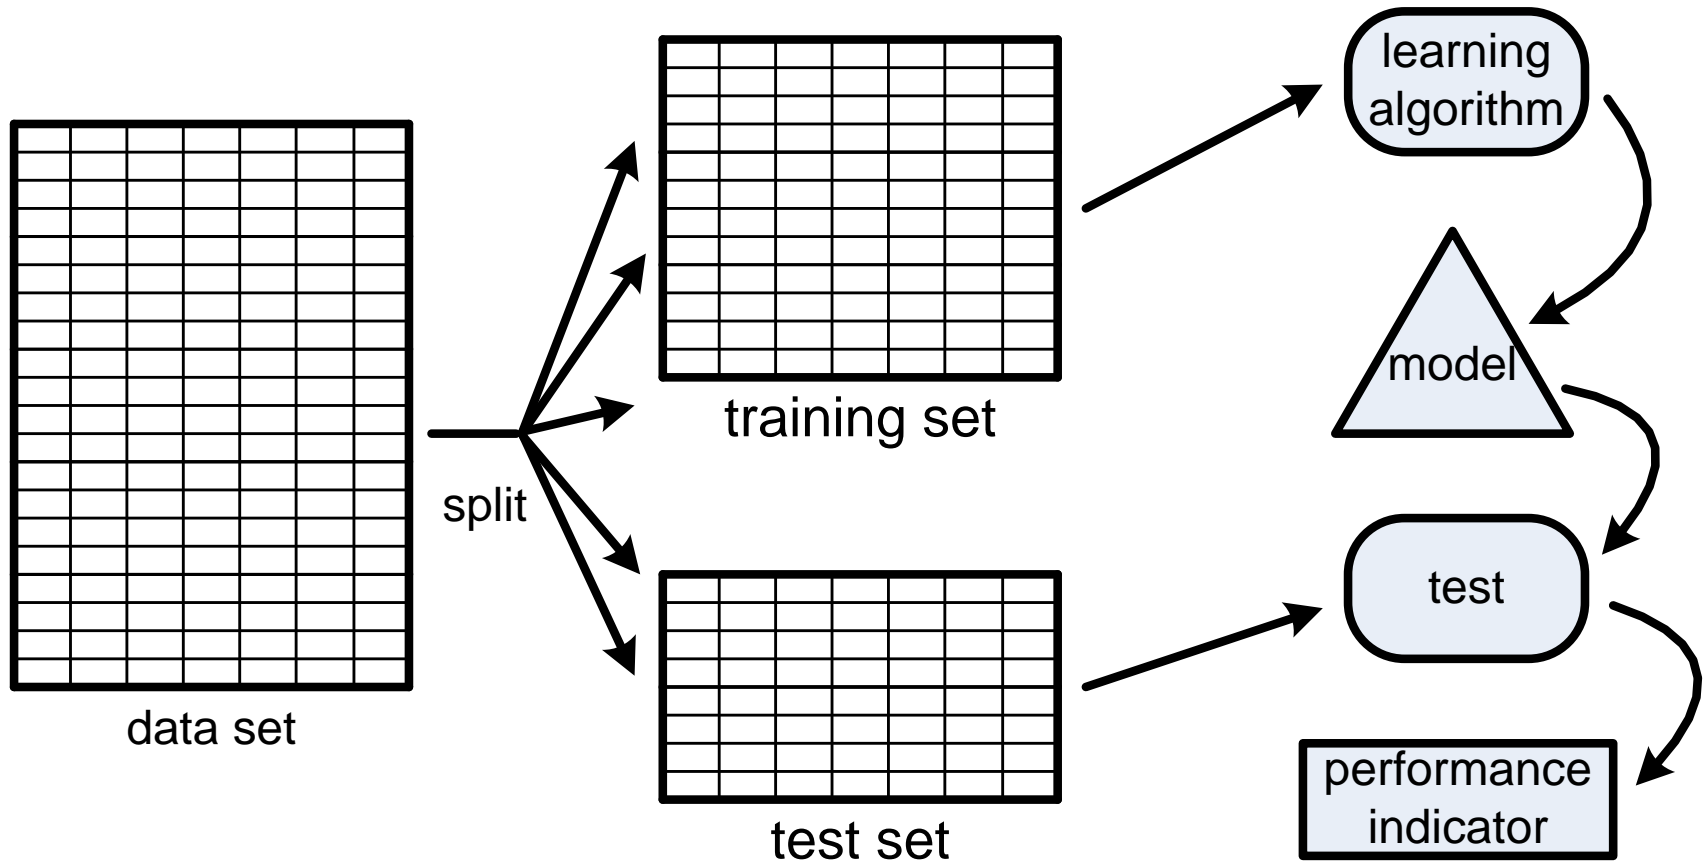 data set
split
training set
test set
learning
algorithm
model
test
performance
indicator